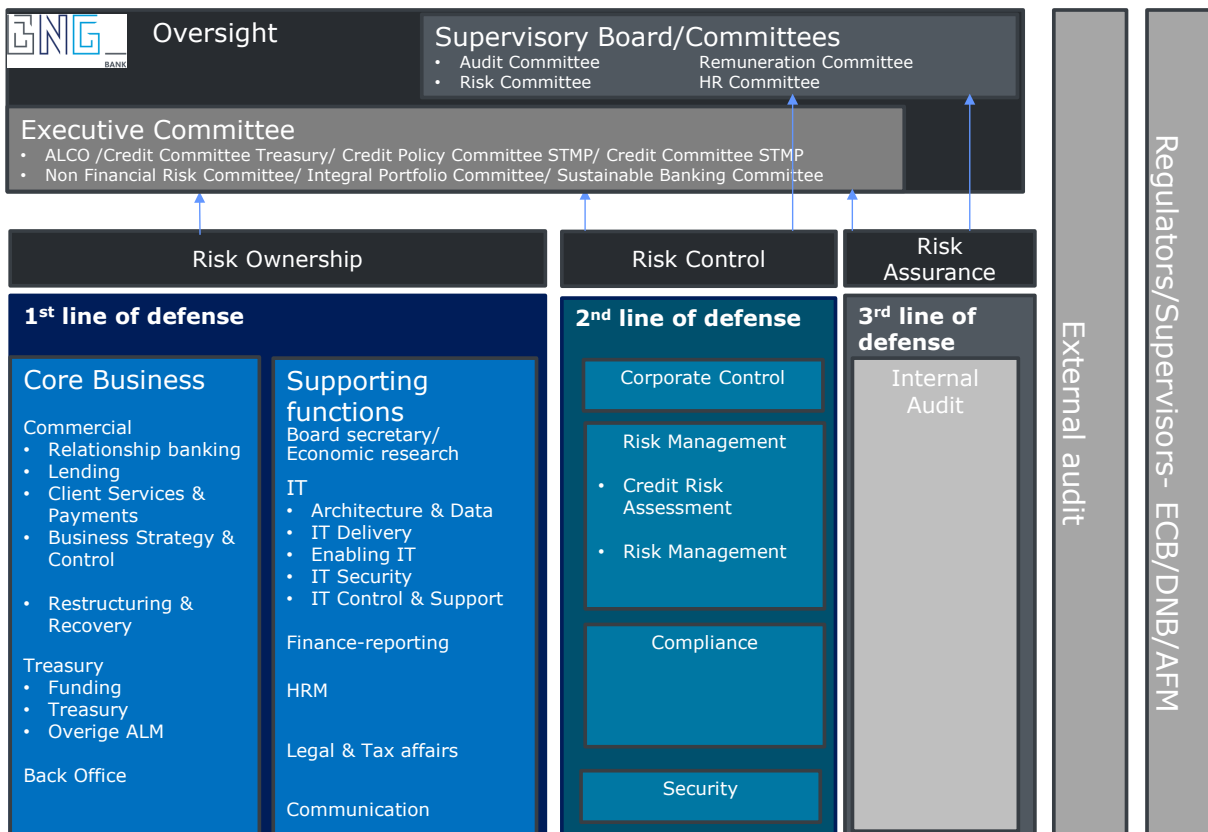 BNG
BANK
Oversight
Supervisory Board/Committees
• Audit Committee Remuneration Committee
• Risk Committee HR Committee
Executive Committee
• ALCO /Credit Committee Treasury/ Credit Policy Committee STMP/ Credit Committee STMP
• Non Financial Risk Committee/ Integral Portfolio Committee/ Sustainable Banking Committee
Risk Ownership
Risk Control
Risk
Assurance
1st line of defense
Core Business
Commercial
• Relationship banking
• Lending
• Client Services &
Payments
• Business Strategy &
Control
• Restructuring &
Recovery
Treasury
• Funding
• Treasury
• Overige ALM
Back Office
Supporting
functions
Board secretary/
Economic research
IT
• Architecture & Data
• IT Delivery
• Enabling IT
• IT Security
• IT Control & Support
Finance-reporting
HRM
Legal & Tax affairs
Communication
2nd line of defense
Corporate Control
Risk Management
• Credit Risk
Assessment
• Risk Management
Compliance
Security
3rd line of
defense
Internal
Audit
External audit
Regulators/Supervisors- ECB/DNB/AFM